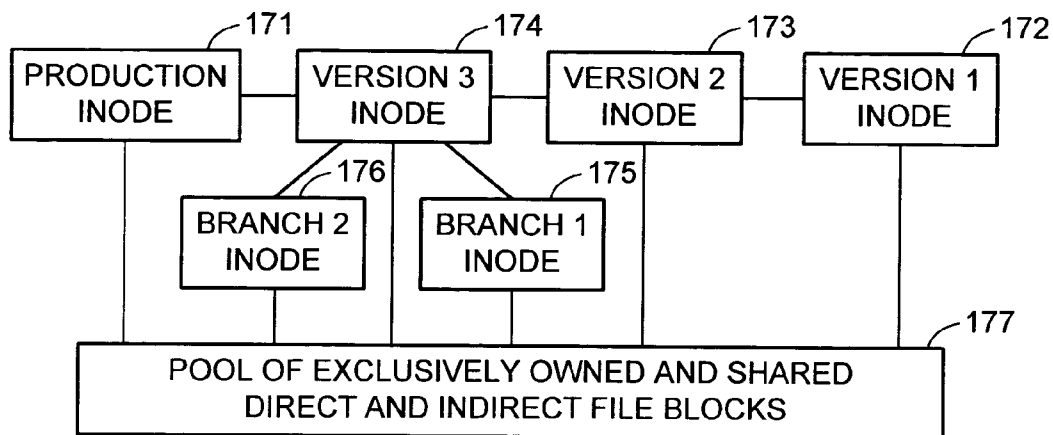 171
174
173
172
PRODUCTION
INODE
VERSION 3
INODE
VERSION 2
INODE
VERSION 1
INODE
176
175
BRANCH 2
INODE
BRANCH 1
INODE
177
POOL OF EXCLUSIVELY OWNED AND SHARED
DIRECT AND INDIRECT FILE BLOCKS